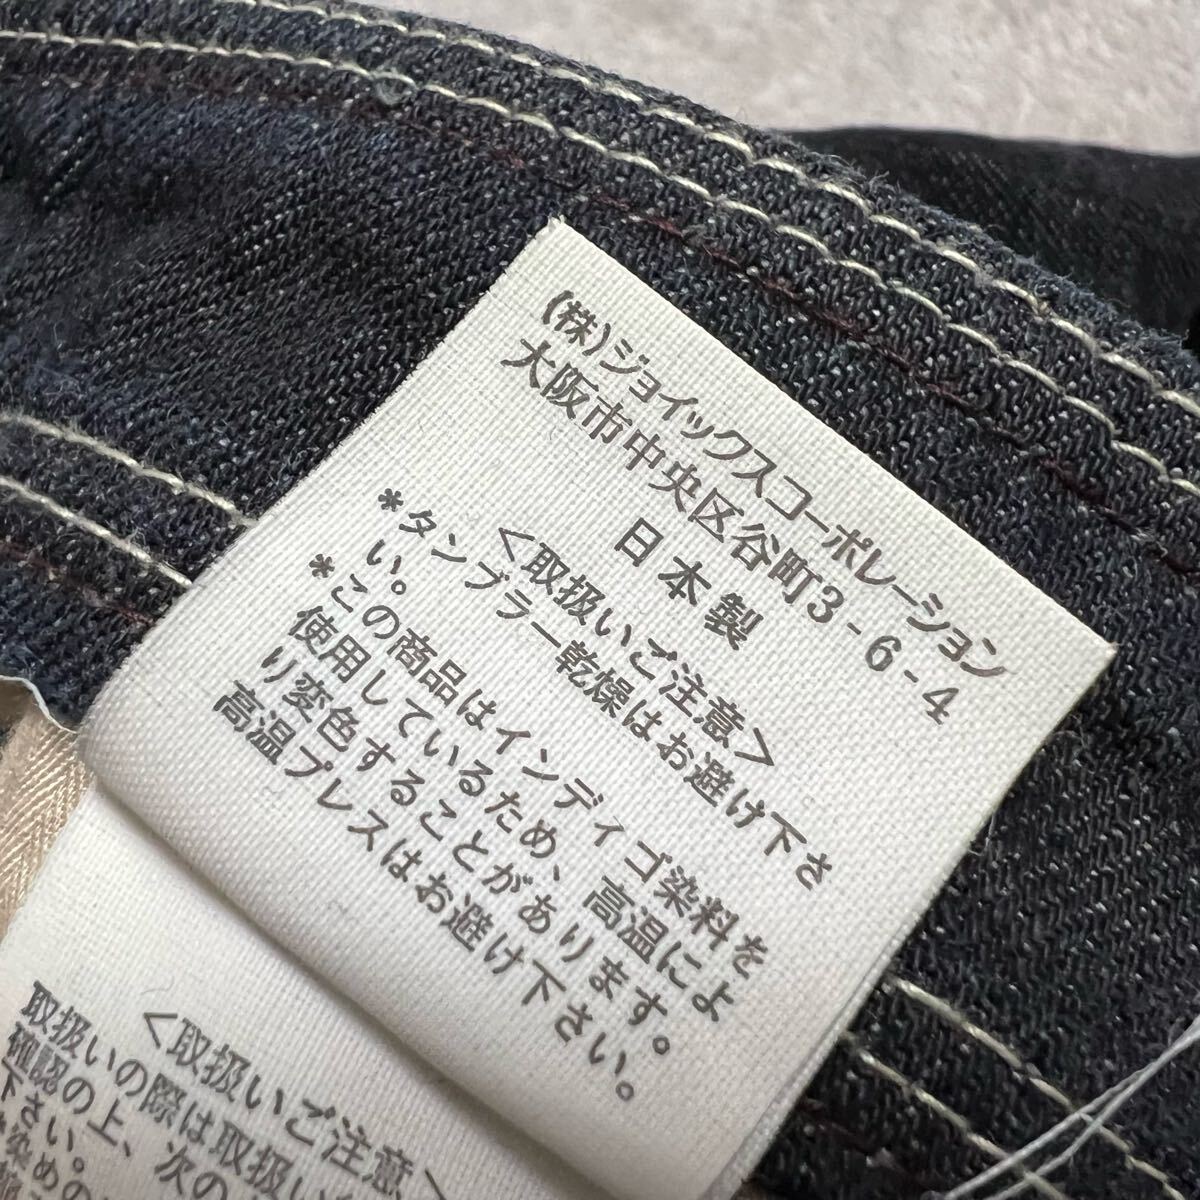 (株)ジョイックスコーポレーション
大阪市中央区谷町3-6-4
日本製
<取扱いご注意>
*タンブラー乾燥はお避け下さ
い。
*この商品はインディゴ染料を
使用しているため、高温によ
り変色することがあります。
高温プレスはお避け下さい。
<取扱いご注意>
取扱いの際は取扱い
確認の上、次の
下さい。
染めの